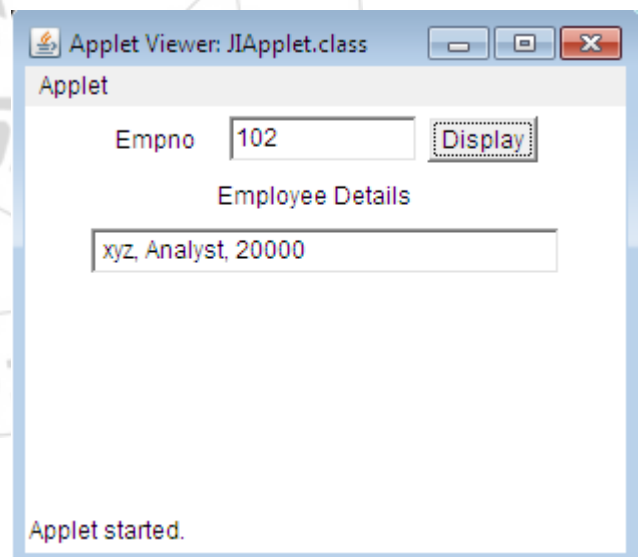 Applet Viewer: JIApplet.class
Applet
Empno 102 Display
Employee Details
xyz, Analyst, 20000
Applet started.